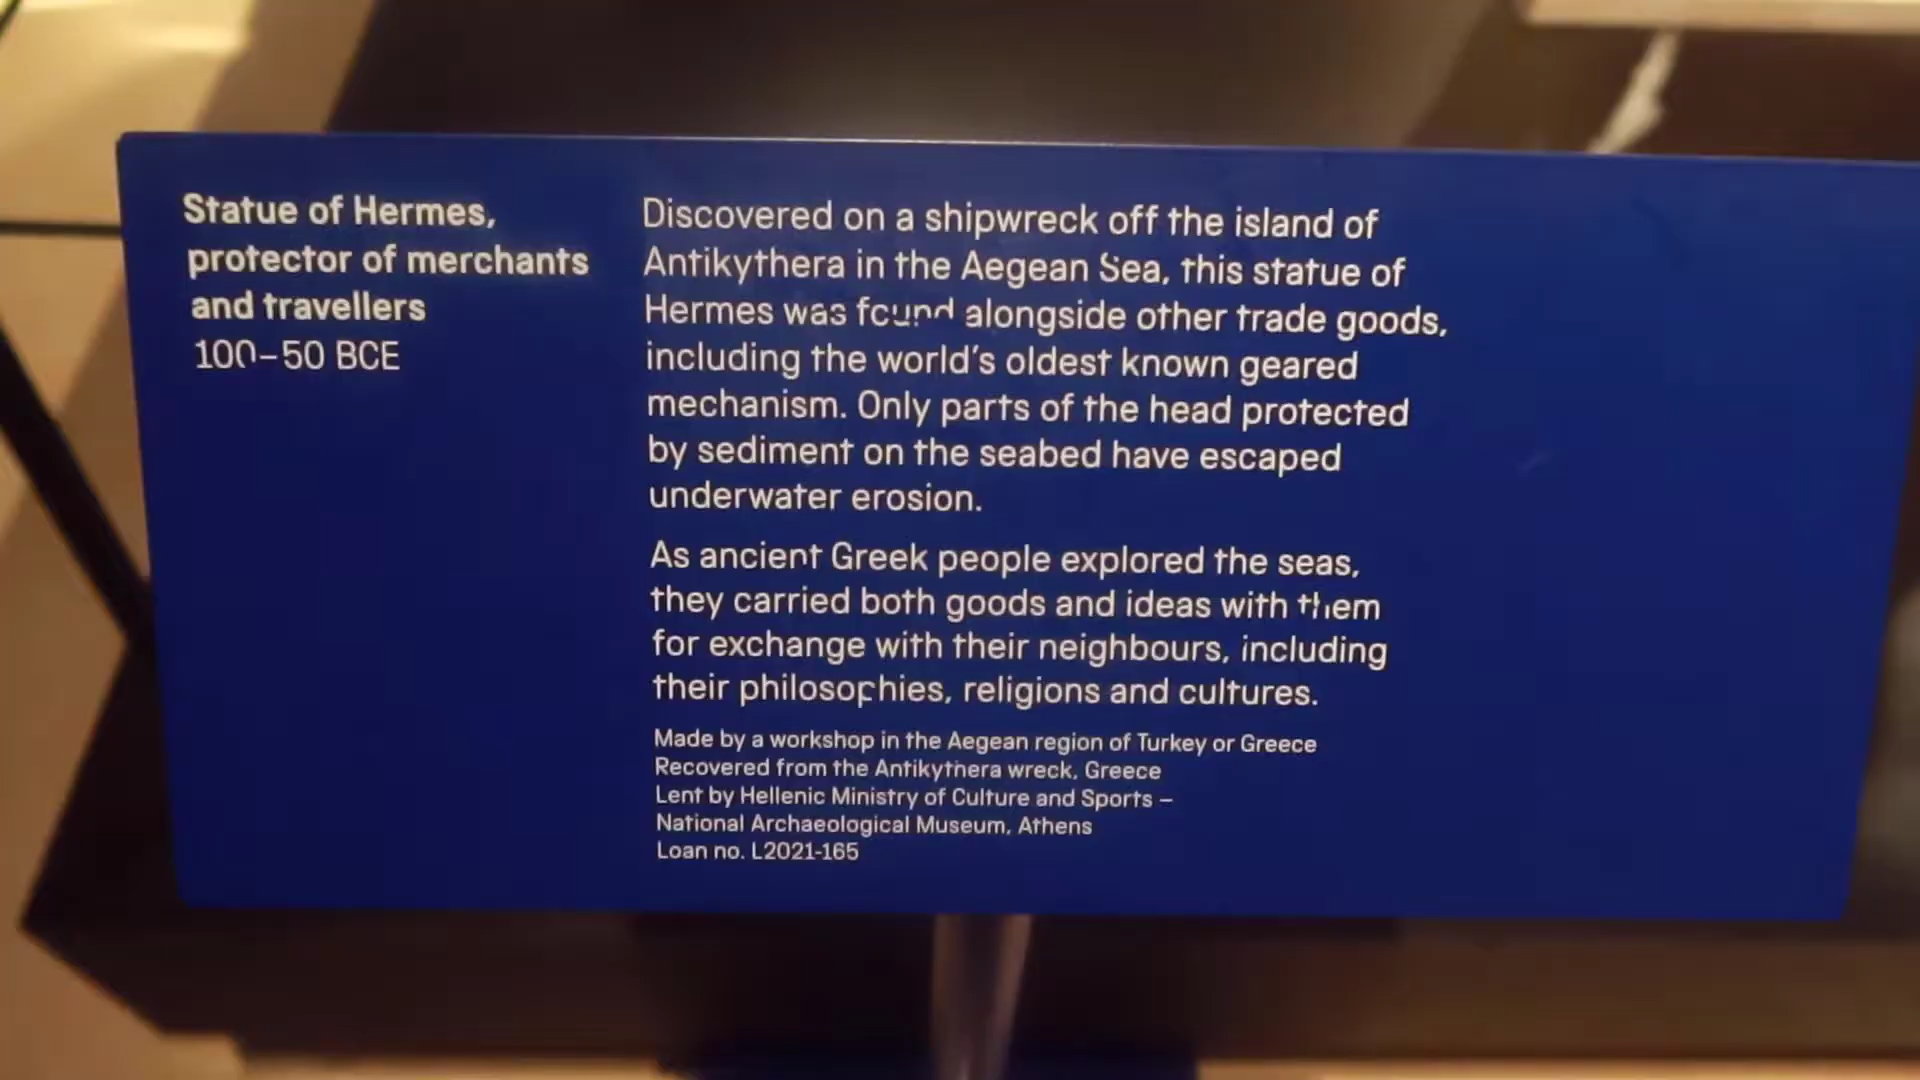 Statue of Hermes,
protector of merchants
and travellers
100–50 BCE
Discovered on a shipwreck off the island of
Antikythera in the Aegean Sea, this statue of
Hermes was found alongside other trade goods,
including the world's oldest known geared
mechanism. Only parts of the head protected
by sediment on the seabed have escaped
underwater erosion.
As ancient Greek people explored the seas,
they carried both goods and ideas with them
for exchange with their neighbours, including
their philosophies, religions and cultures.
Made by a workshop in the Aegean region of Turkey or Greece
Recovered from the Antikythera wreck, Greece
Lent by Hellenic Ministry of Culture and Sports –
National Archaeological Museum, Athens
Loan no. L2021-165